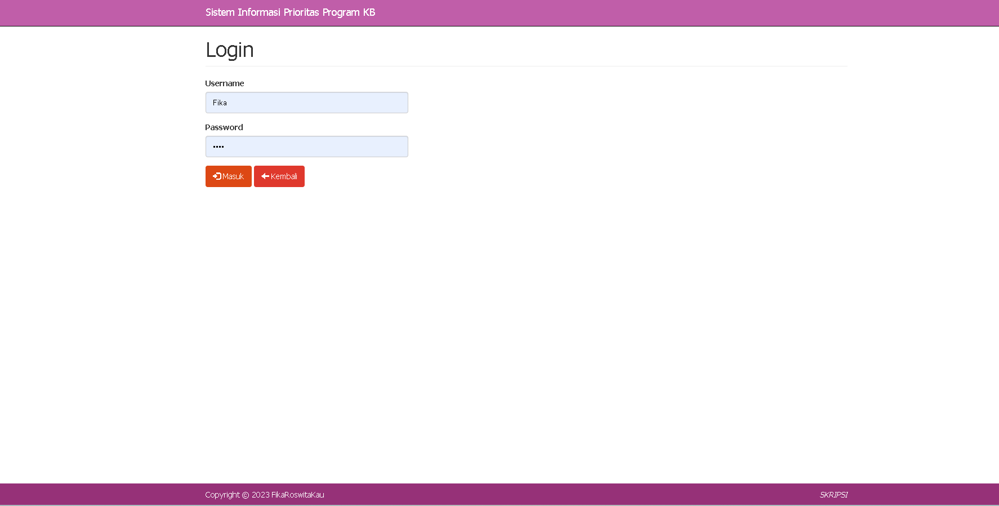 Sistem Informasi Prioritas Program KB
Login
Username
Fika
Password
••••
Masuk Kembali
Copyright © 2023 FikaRoswitaKau SKRIPSI